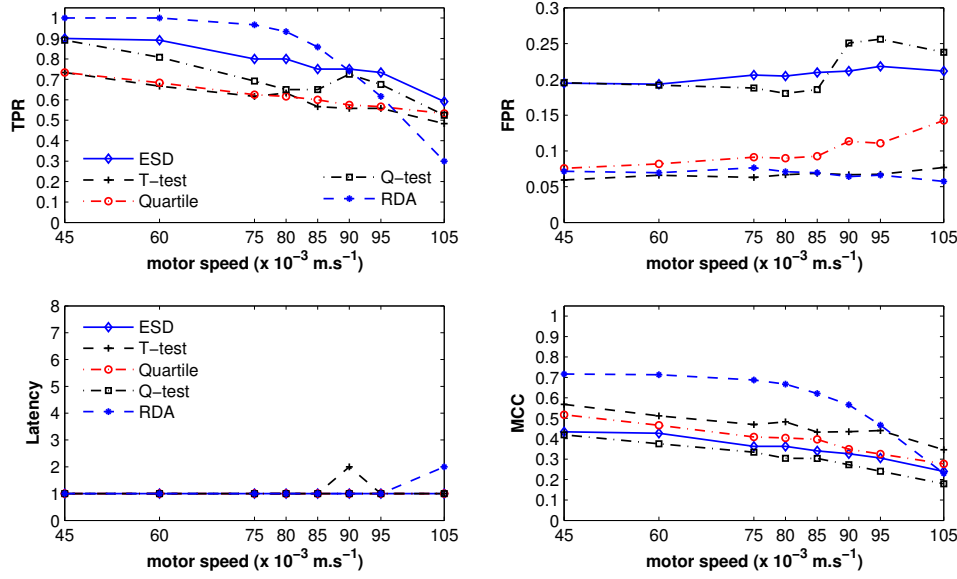 1
0.9
0.8
0.7
0.6
0.5
0.4
0.3
0.2
0.1
0
TPR
ESD
T-test
Quartile
Q-test
RDA
45 60 75 80 85 90 95 105
motor speed (x 10⁻³ m.s⁻¹)
0.3
0.25
0.2
0.15
0.1
0.05
0
FPR
45 60 75 80 85 90 95 105
motor speed (x 10⁻³ m.s⁻¹)
8
7
6
5
4
3
2
1
0
Latency
ESD
T-test
Quartile
Q-test
RDA
45 60 75 80 85 90 95 105
motor speed (x 10⁻³ m.s⁻¹)
1
0.9
0.8
0.7
0.6
0.5
0.4
0.3
0.2
0.1
0
MCC
45 60 75 80 85 90 95 105
motor speed (x 10⁻³ m.s⁻¹)